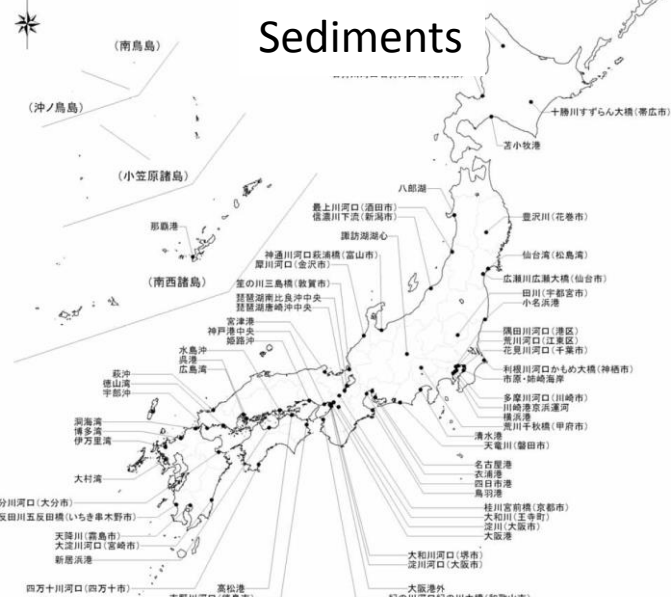 Sediments
(南鳥島)
(沖ノ鳥島)
(小笠原諸島)
那覇港
(南西諸島)
十勝川すずらん大橋(帯広市)
苫小牧港
八郎湖
最上川河口(酒田市)
信濃川下流(新潟市)
諏訪湖湖心
神通川河口萩浦橋(富山市)
犀川河口(金沢市)
笙の川三島橋(敦賀市)
琵琶湖南比良沖中央
琵琶湖唐崎沖中央
宮津港
神戸港中央
姫路沖
水島沖
呉港
広島湾
萩沖
徳山湾
宇部沖
洞海湾
博多湾
伊万里湾
大村湾
分川河口(大分市)
反田川五反田橋(いちき串木野市)
天降川(霧島市)
大淀川河口(宮崎市)
新居浜港
四万十川河口(四万十市)
高松港
豊沢川(花巻市)
仙台湾(松島湾)
広瀬川広瀬大橋(仙台市)
田川(宇都宮市)
小名浜港
隅田川河口(港区)
荒川河口(江東区)
花見川河口(千葉市)
利根川河口かもめ大橋(神栖市)
市原・姉崎海岸
多摩川河口(川崎市)
川崎港京浜運河
横浜港
荒川千秋橋(甲府市)
清水港
天竜川(磐田市)
名古屋港
衣浦港
四日市港
鳥羽港
桂川宮前橋(京都市)
大和川(王寺町)
淀川(大阪市)
大阪港
大和川河口(堺市)
淀川河口(大阪市)
大阪港外